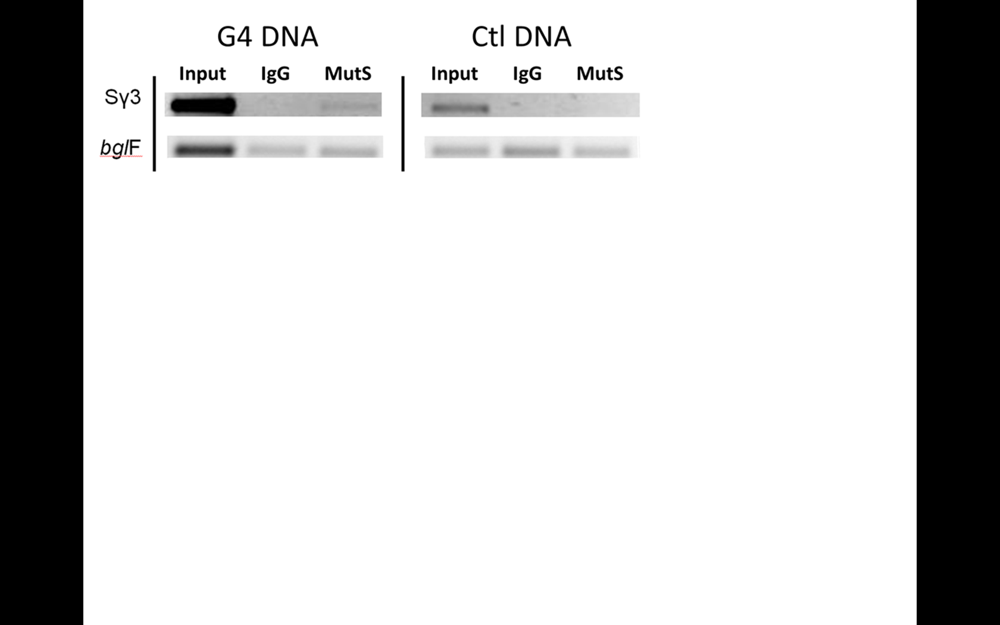 G4 DNA Ctl DNA
Input IgG MutS Input IgG MutS
Sγ3
bglF